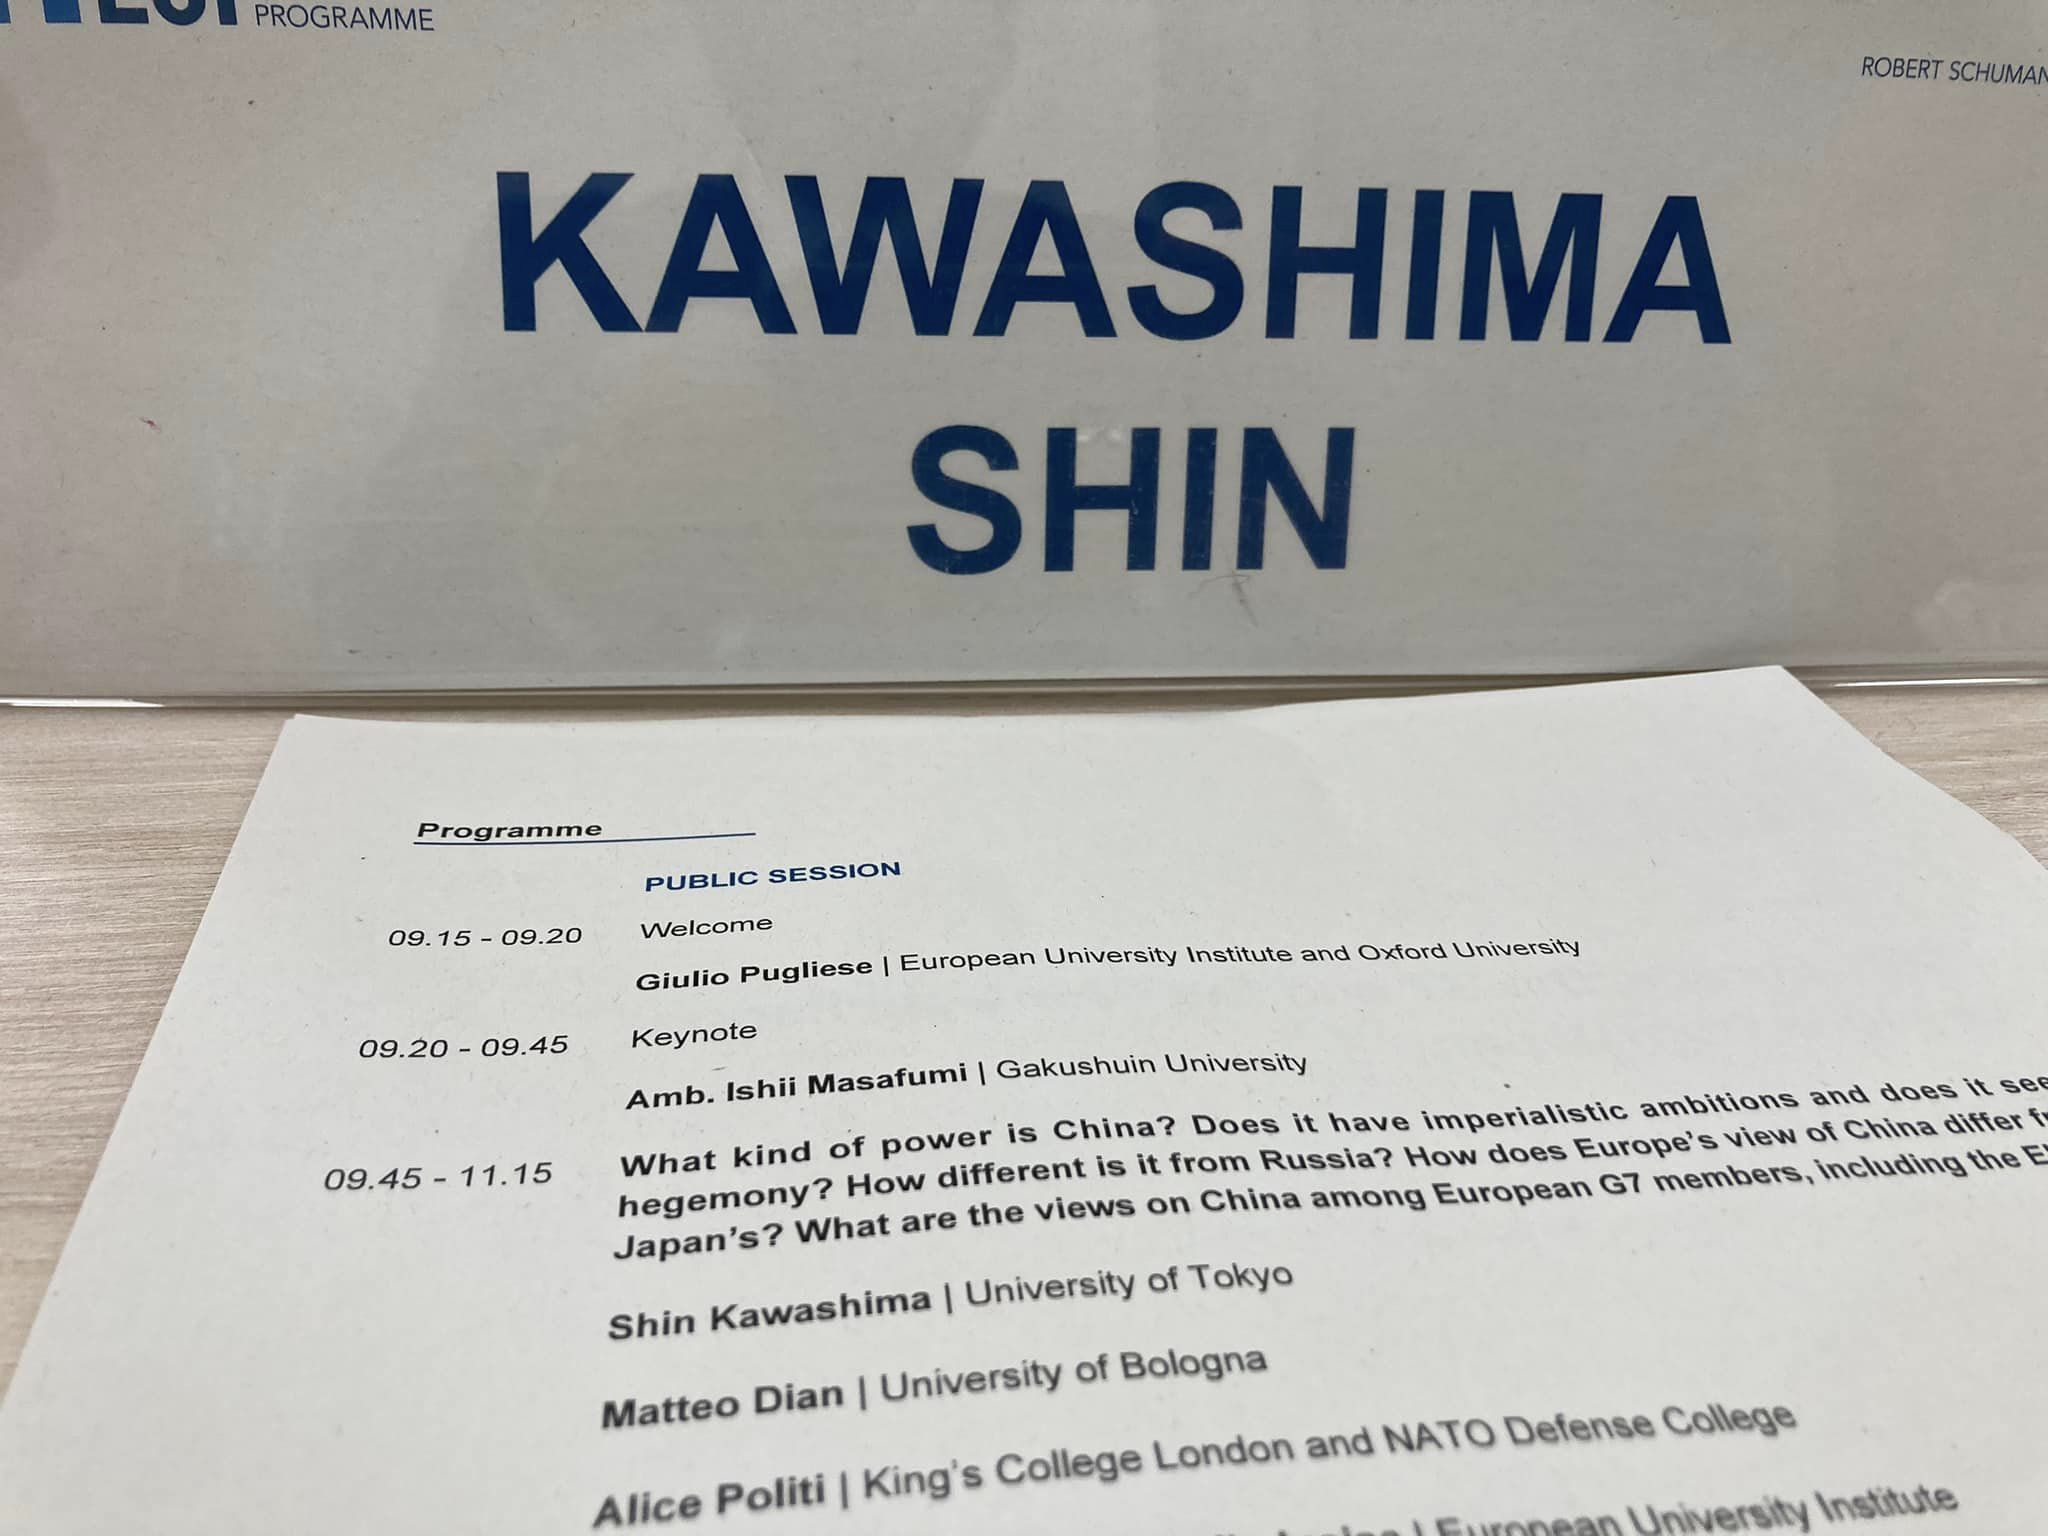 PROGRAMME
ROBERT SCHUMAN
KAWASHIMA
SHIN
Programme
PUBLIC SESSION
09.15 - 09.20 Welcome
Giulio Pugliese | European University Institute and Oxford University
09.20 - 09.45 Keynote
Amb. Ishii Masafumi | Gakushuin University
09.45 - 11.15 What kind of power is China? Does it have imperialistic ambitions and does it
hegemony? How different is it from Russia? How does Europe's view of China differ
Japan's? What are the views on China among European G7 members, including the
Shin Kawashima | University of Tokyo
Matteo Dian | University of Bologna
Alice Politi | King's College London and NATO Defense College
| European University Institute